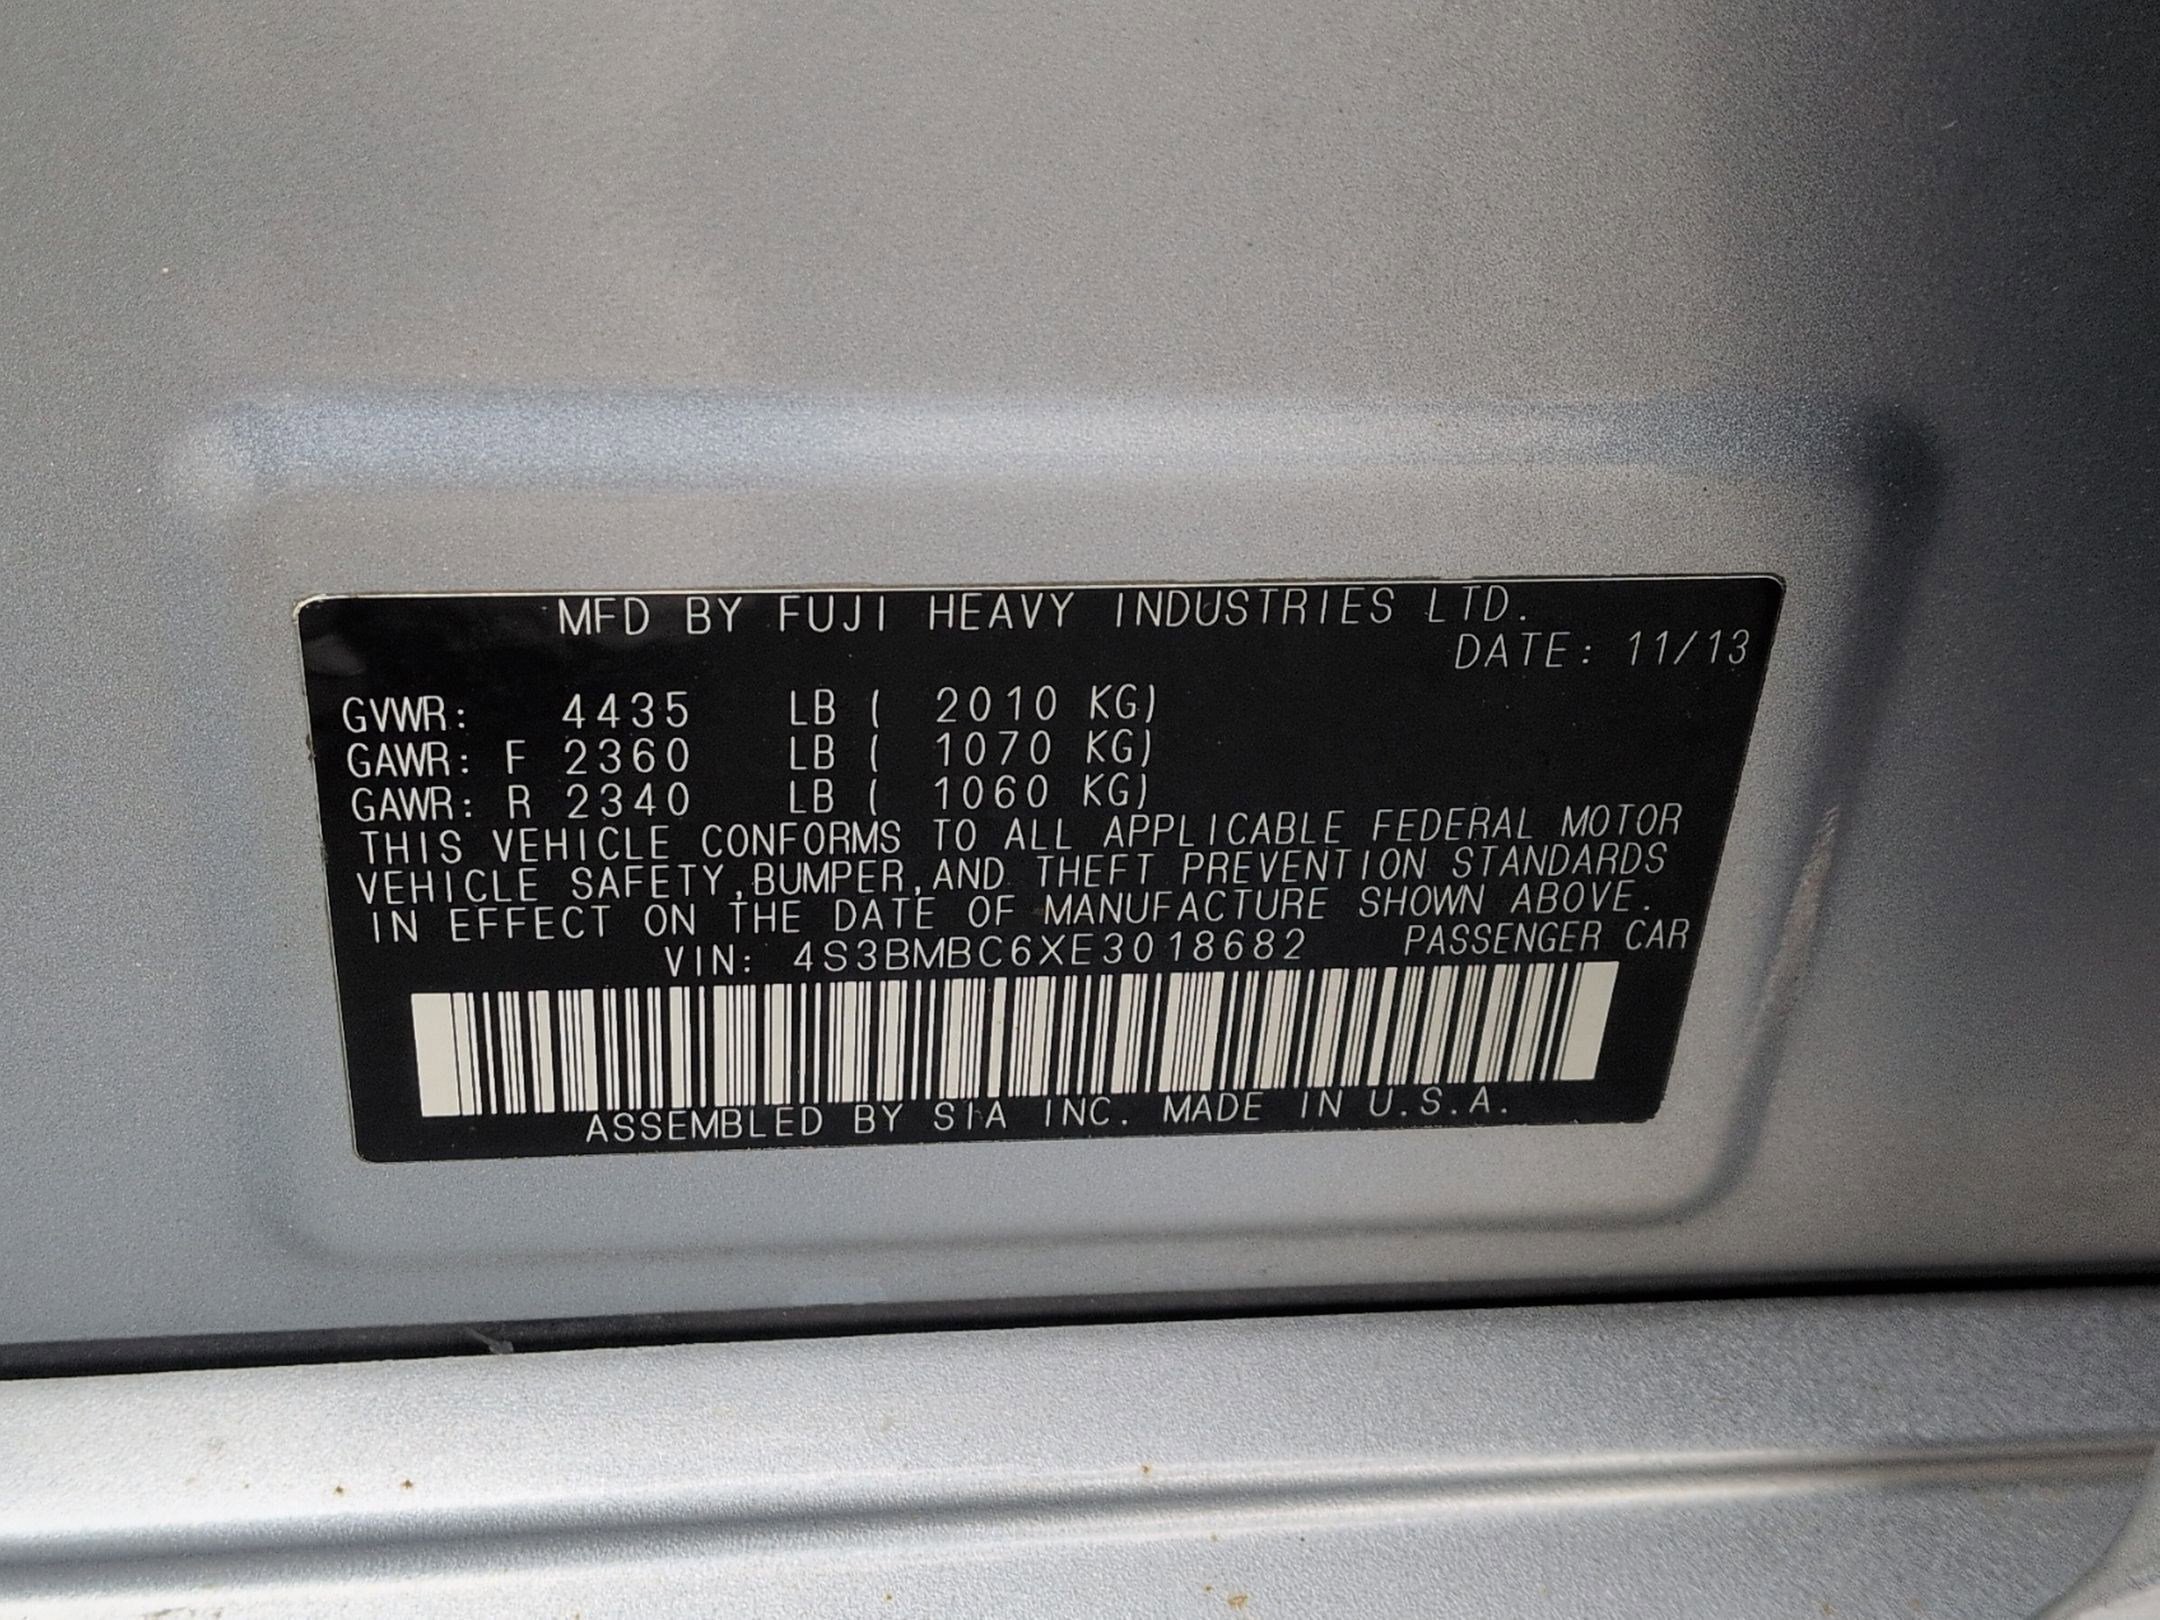 MFD BY FUJI HEAVY INDUSTRIES LTD.
DATE: 11/13
GVWR: 4435 LB ( 2010 KG)
GAWR: F 2360 LB ( 1070 KG)
GAWR: R 2340 LB ( 1060 KG)
THIS VEHICLE CONFORMS TO ALL APPLICABLE FEDERAL MOTOR
VEHICLE SAFETY,BUMPER,AND THEFT PREVENTION STANDARDS
IN EFFECT ON THE DATE OF MANUFACTURE SHOWN ABOVE.
VIN: 4S3BMBC6XE3018682 PASSENGER CAR
ASSEMBLED BY SIA INC. MADE IN U.S.A.